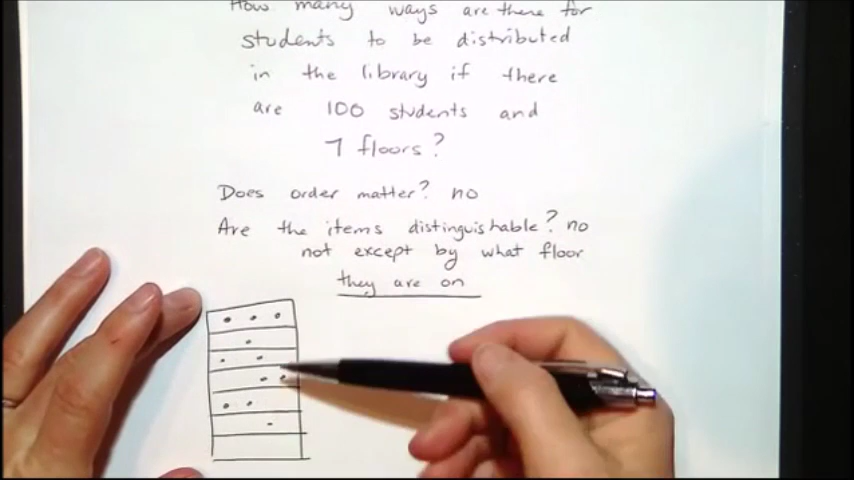 How many ways are there for
students to be distributed
in the library if there
are 100 students and
7 floors?
Does order matter? no
Are the items distinguishable? no
not except by what floor
they are on